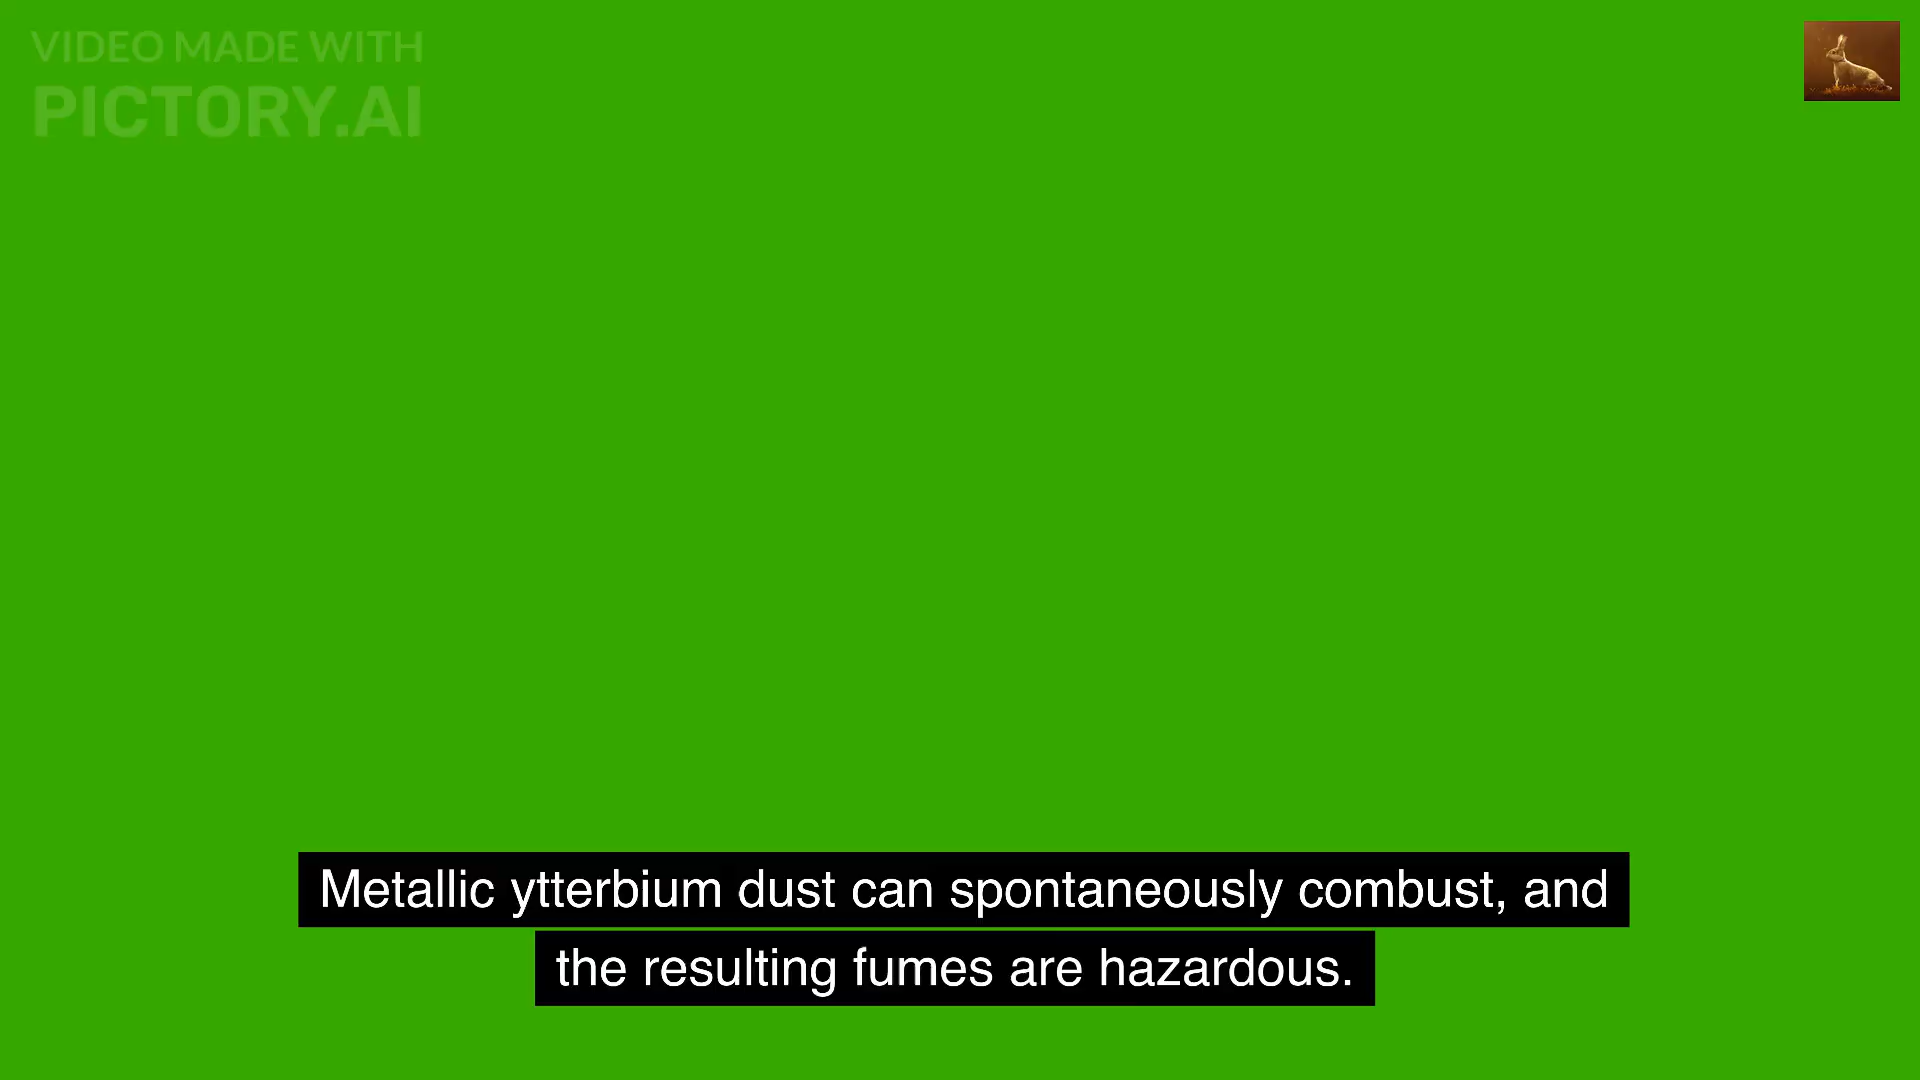 VIDEO MADE WITH
PICTORY.AI
Metallic ytterbium dust can spontaneously combust, and
the resulting fumes are hazardous.